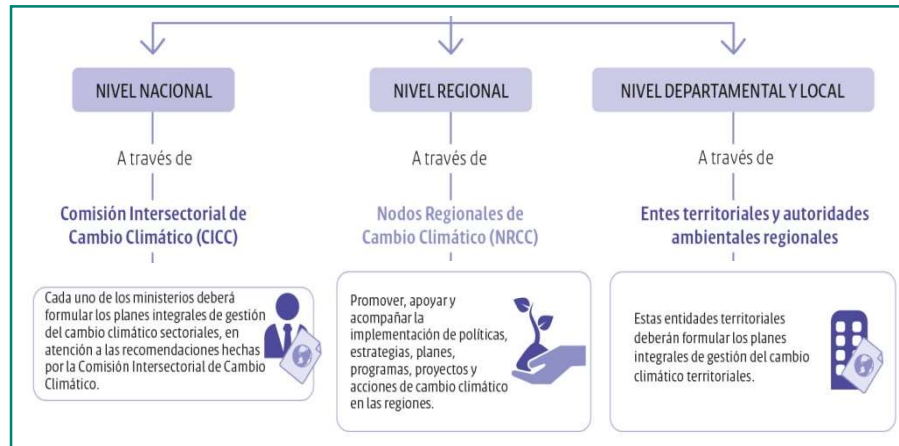 NIVEL NACIONAL
A través de
Comisión Intersectorial de
Cambio Climático (CICC)
Cada uno de los ministerios deberá
formular los planes integrales de gestión
del cambio climático sectoriales, en
atención a las recomendaciones hechas
por la Comisión Intersectorial de Cambio
Climático.
NIVEL REGIONAL
A través de
Nodos Regionales de
Cambio Climático (NRCC)
Promover, apoyar y
acompañar la
implementación de políticas,
estrategias, planes,
programas, proyectos y
acciones de cambio climático
en las regiones.
NIVEL DEPARTAMENTAL Y LOCAL
A través de
Entes territoriales y autoridades
ambientales regionales
Estas entidades territoriales
deberán formular los planes
integrales de gestión del cambio
climático territoriales.